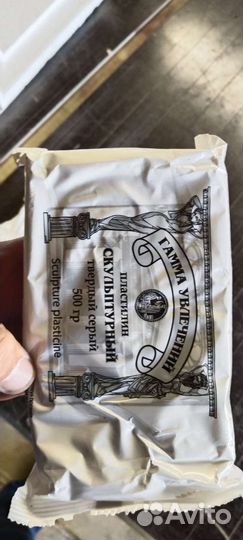 ГАММА УВЛЕЧЕНИЙ
пластилин
СКУЛЬПТУРНЫЙ
твердый серый
500 гр
Sculpture plasticine
Avito